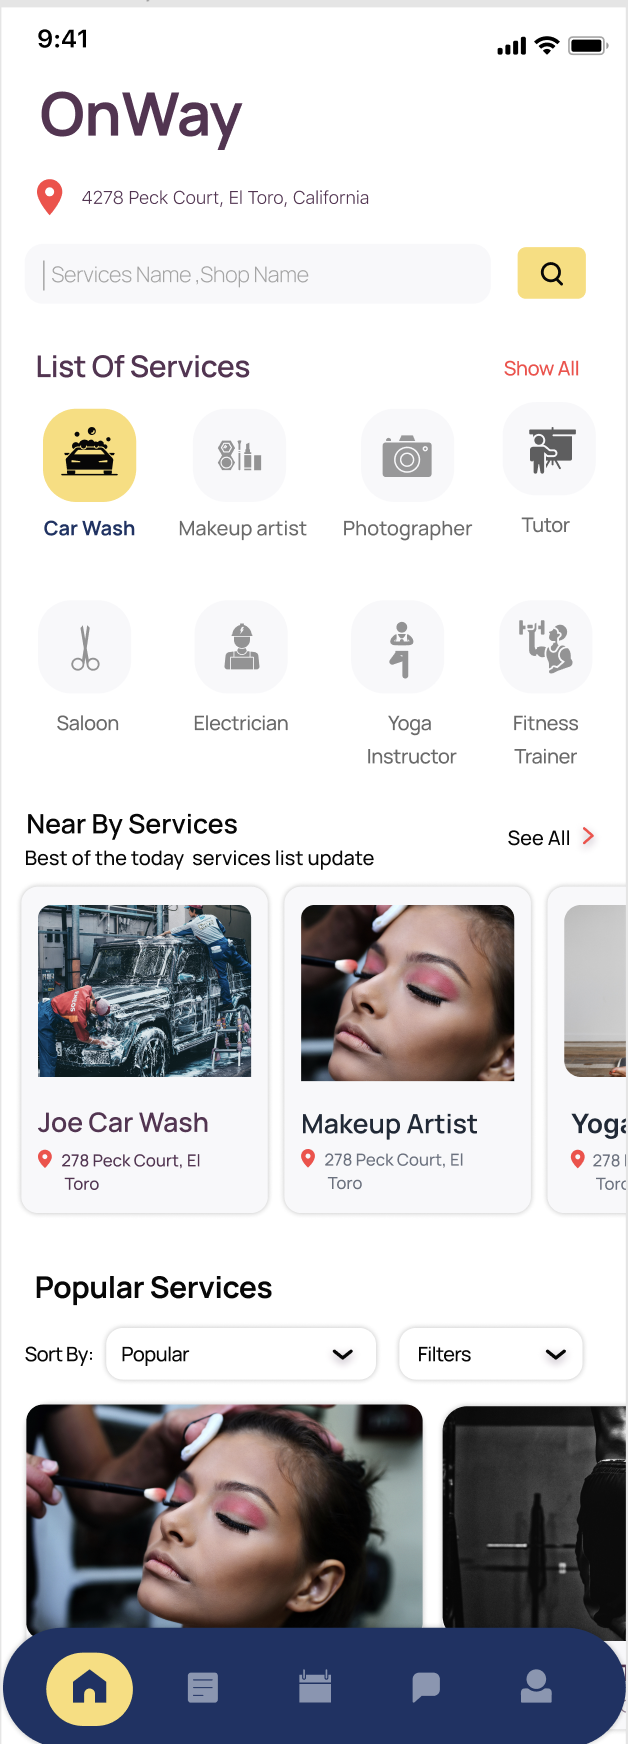 9:41
OnWay
4278 Peck Court, El Toro, California
Services Name ,Shop Name
List Of Services
Show All
Car Wash
Makeup artist
Photographer
Tutor
Saloon
Electrician
Yoga
Instructor
Fitness
Trainer
Near By Services
See All
Best of the today services list update
Joe Car Wash
278 Peck Court, El
Toro
Makeup Artist
278 Peck Court, El
Toro
Yoga
278
Toro
Popular Services
Sort By:
Popular
Filters